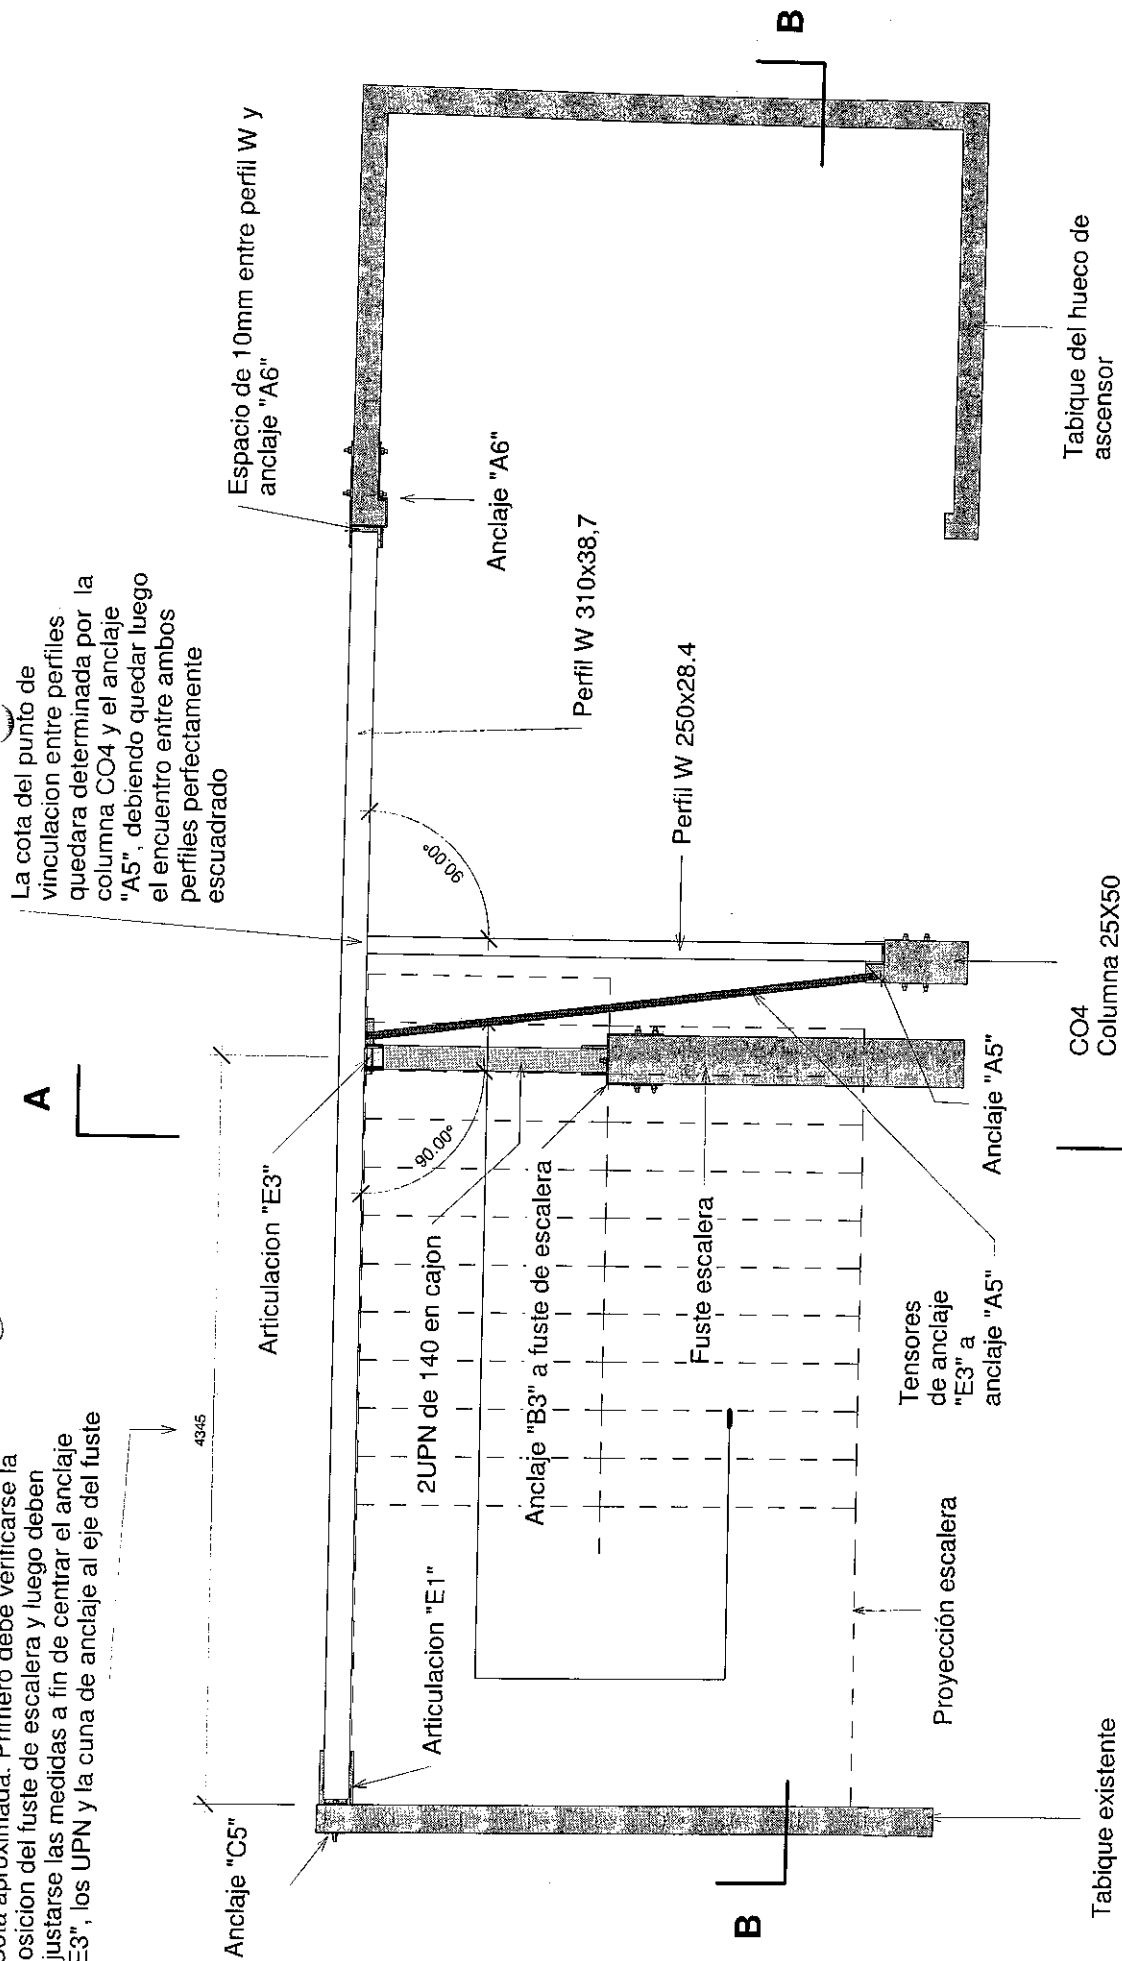 Cota aproximada. Primero debe verificarse la
osicion del fuste de escalera y luego deben
justarse las medidas a fin de centrar el anclaje
E3", los UPN y la cuna de anclaje al eje del fuste
La cota del punto de
vinculacion entre perfiles
quedara determinada por la
columna CO4 y el anclaje
"A5", debiendo quedar luego
el encuentro entre ambos
perfiles perfectamente
escuadrado
Espacio de 10mm entre perfil W y
anclaje "A6"
A
4345
Anclaje "C5"
Articulacion "E3"
Anclaje "A6"
Perfil W 310x38,7
Perfil W 250x28.4
90.00°
90.00°
Articulacion "E1"
2UPN de 140 en cajon
Anclaje "B3" a fuste de escalera
Fuste escalera
Tensores
de anclaje
"E3" a
anclaje "A5"
Anclaje "A5"
Proyección escalera
B
B
Tabique existente
CO4
Columna 25X50
Tabique del hueco de
ascensor